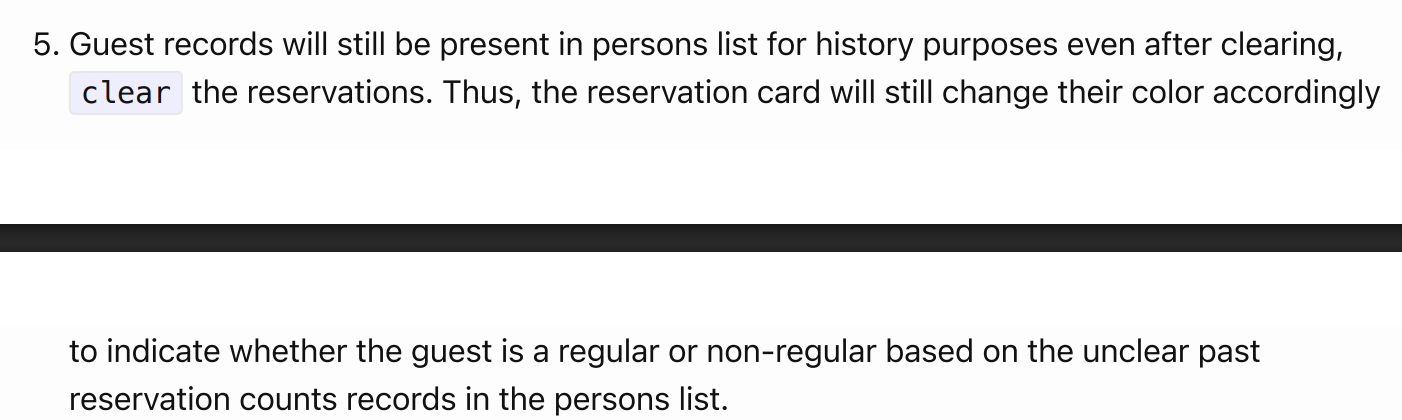 5. Guest records will still be present in persons list for history purposes even after clearing,
clear the reservations. Thus, the reservation card will still change their color accordingly
to indicate whether the guest is a regular or non-regular based on the unclear past
reservation counts records in the persons list.